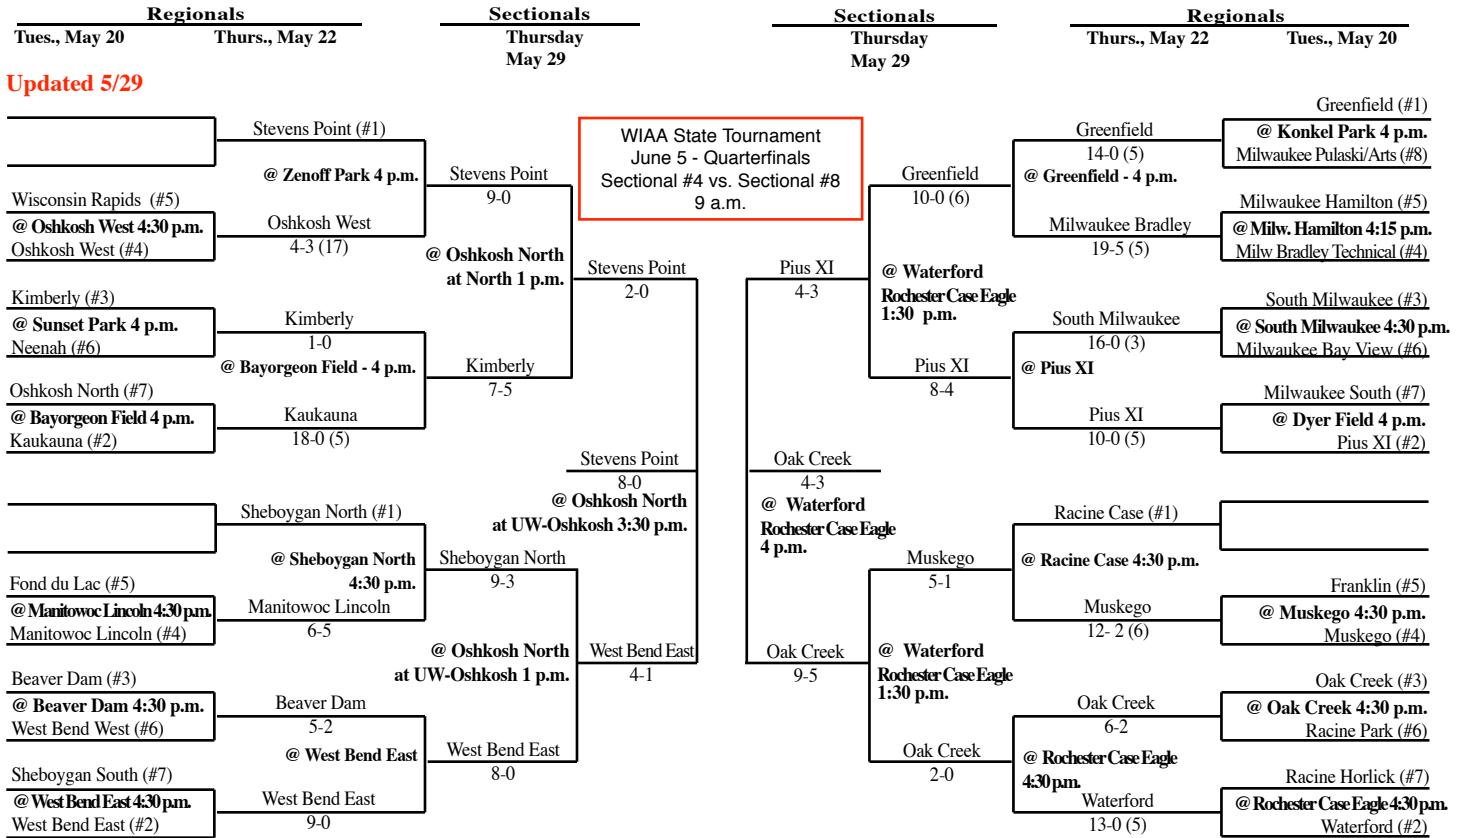 Regionals
Sectionals
Sectionals
Regionals
Tues., May 20
Thurs., May 22
Thursday
May 29
Thursday
May 29
Thurs., May 22
Tues., May 20
Updated 5/29
WIAA State Tournament
June 5 - Quarterfinals
Sectional #4 vs. Sectional #8
9 a.m.
Wisconsin Rapids (#5)
@ Oshkosh West 4:30 p.m.
Oshkosh West (#4)
Kimberly (#3)
@ Sunset Park 4 p.m.
Neenah (#6)
Oshkosh North (#7)
@ Bayorgeon Field 4 p.m.
Kaukauna (#2)
Fond du Lac (#5)
@ Manitowoc Lincoln 4:30 p.m.
Manitowoc Lincoln (#4)
Beaver Dam (#3)
@ Beaver Dam 4:30 p.m.
West Bend West (#6)
Sheboygan South (#7)
@ West Bend East 4:30 p.m.
West Bend East (#2)
Stevens Point (#1)
@ Zenoff Park 4 p.m.
Oshkosh West
4-3 (17)
Kimberly
1-0
@ Bayorgeon Field - 4 p.m.
Kaukauna
18-0 (5)
Sheboygan North (#1)
@ Sheboygan North
4:30 p.m.
Manitowoc Lincoln
6-5
Beaver Dam
5-2
@ West Bend East
West Bend East
9-0
Stevens Point
9-0
@ Oshkosh North
at North 1 p.m.
Kimberly
7-5
Sheboygan North
9-3
@ Oshkosh North
at UW-Oshkosh 1 p.m.
West Bend East
8-0
Stevens Point
2-0
Stevens Point
8-0
@ Oshkosh North
at UW-Oshkosh 3:30 p.m.
West Bend East
4-1
Pius XI
4-3
Oak Creek
4-3
@ Waterford
Rochester Case Eagle
4 p.m.
Oak Creek
9-5
Greenfield
10-0 (6)
@ Waterford
Rochester Case Eagle
1:30 p.m.
Pius XI
8-4
Muskego
5-1
@ Waterford
Rochester Case Eagle
1:30 p.m.
Oak Creek
2-0
Greenfield
14-0 (5)
@ Greenfield - 4 p.m.
Milwaukee Bradley
19-5 (5)
South Milwaukee
16-0 (3)
@ Pius XI
Pius XI
10-0 (5)
Racine Case (#1)
@ Racine Case 4:30 p.m.
Muskego
12- 2 (6)
Oak Creek
6-2
@ Rochester Case Eagle
4:30 p.m.
Waterford
13-0 (5)
Greenfield (#1)
@ Konkel Park 4 p.m.
Milwaukee Pulaski/Arts (#8)
Milwaukee Hamilton (#5)
@ Milw. Hamilton 4:15 p.m.
Milw Bradley Technical (#4)
South Milwaukee (#3)
@ South Milwaukee 4:30 p.m.
Milwaukee Bay View (#6)
Milwaukee South (#7)
@ Dyer Field 4 p.m.
Pius XI (#2)
Franklin (#5)
@ Muskego 4:30 p.m.
Muskego (#4)
Oak Creek (#3)
@ Oak Creek 4:30 p.m.
Racine Park (#6)
Racine Horlick (#7)
@ Rochester Case Eagle 4:30 p.m.
Waterford (#2)